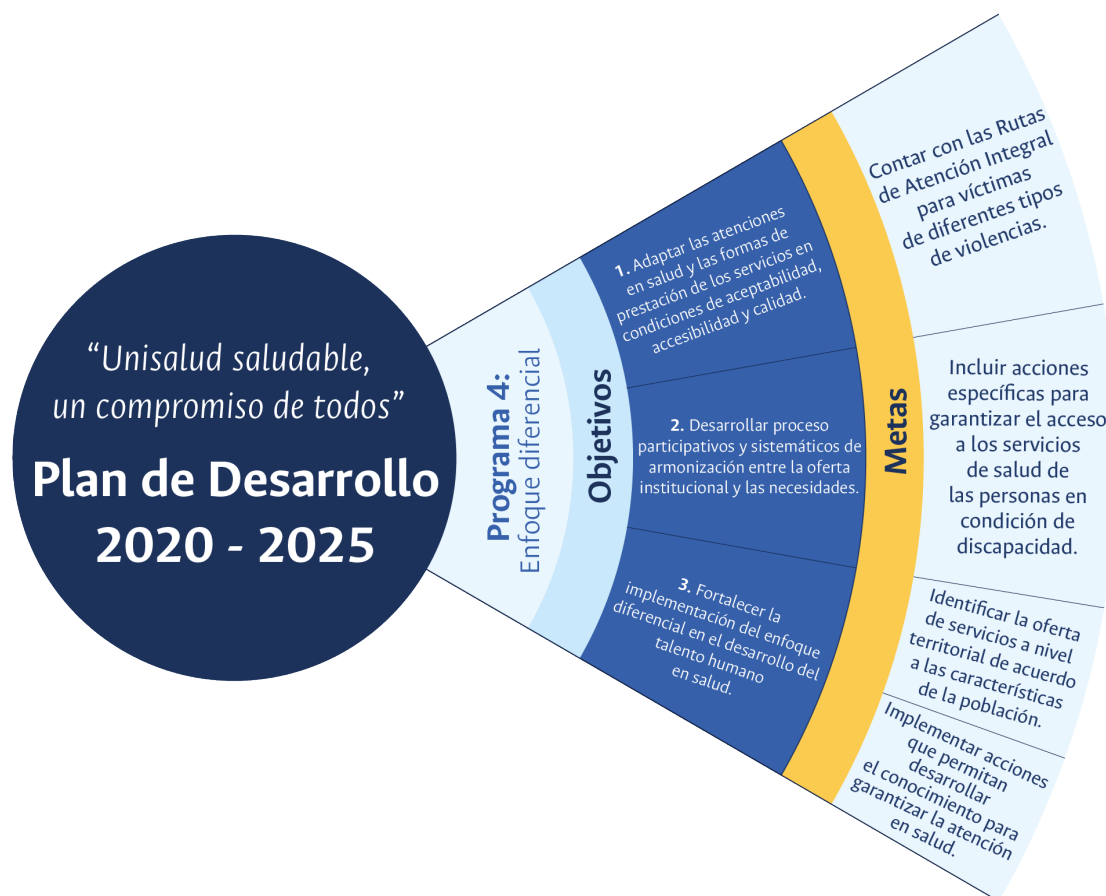 “Unisalud saludable,
un compromiso de todos”
Plan de Desarrollo
2020 - 2025
Programa 4:
Enfoque diferencial
Objetivos
1. Adaptar las atenciones
en salud y las formas de
prestación de los servicios en
condiciones de aceptabilidad,
accesibilidad y calidad.
2. Desarrollar proceso
participativos y sistemáticos de
armonización entre la oferta
institucional y las necesidades.
3. Fortalecer la
implementación del enfoque
diferencial en el desarrollo del
talento humano
en salud.
Metas
Contar con las Rutas
de Atención Integral
para víctimas
de diferentes tipos
de violencias.
Incluir acciones
específicas para
garantizar el acceso
a los servicios
de salud de
las personas en
condición de
discapacidad.
Identificar la oferta
de servicios a nivel
territorial de acuerdo
a las características
de la población.
Implementar acciones
que permitan
desarrollar
el conocimiento para
garantizar la atención
en salud.